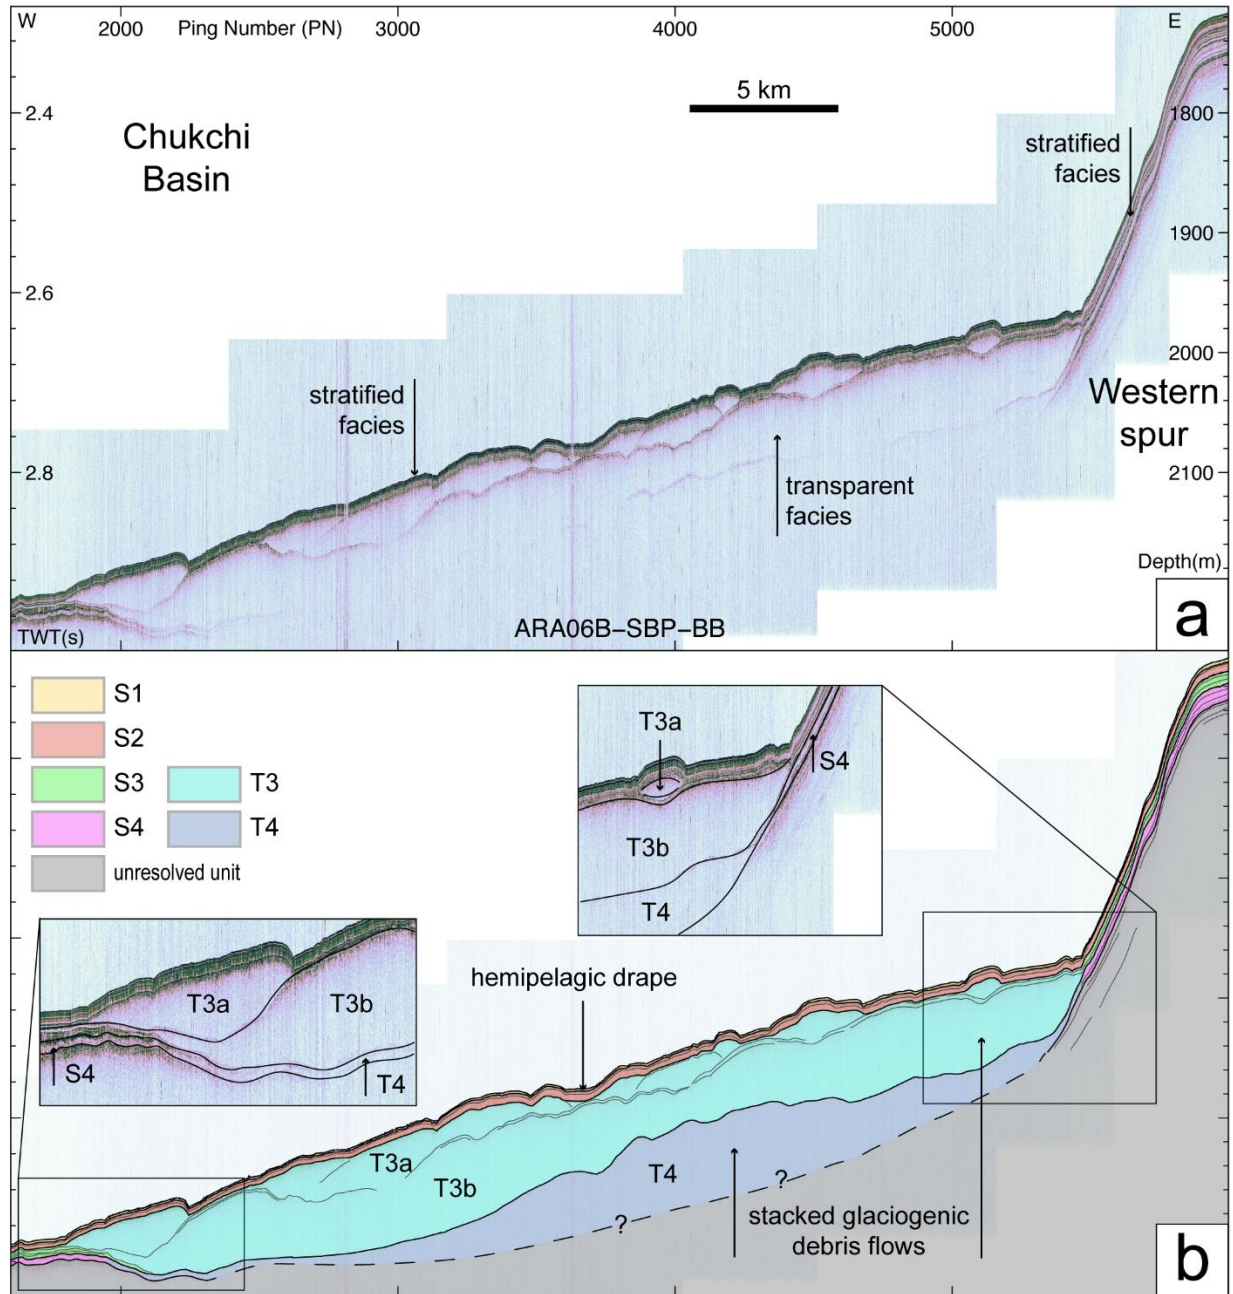 W
2000
Ping Number (PN)
3000
4000
5000
E
5 km
2.4
Chukchi
Basin
1800
stratified
facies
1900
2.6
2000
stratified
facies
Western
spur
2.8
transparent
facies
2100
Depth(m)
TWT(s)
ARA06B–SBP–BB
a
S1
S2
S3
T3
S4
T4
unresolved unit
T3a
S4
T3b
T4
hemipelagic drape
T3a
T3b
S4
T4
T3a
T3b
T4
?
?
stacked glaciogenic
debris flows
b